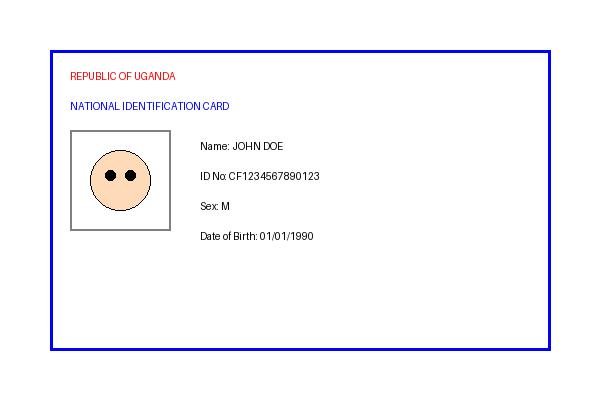 REPUBLIC OF UGANDA
NATIONAL IDENTIFICATION CARD
Name: JOHN DOE
ID No: CF1234567890123
Sex: M
Date of Birth: 01/01/1990